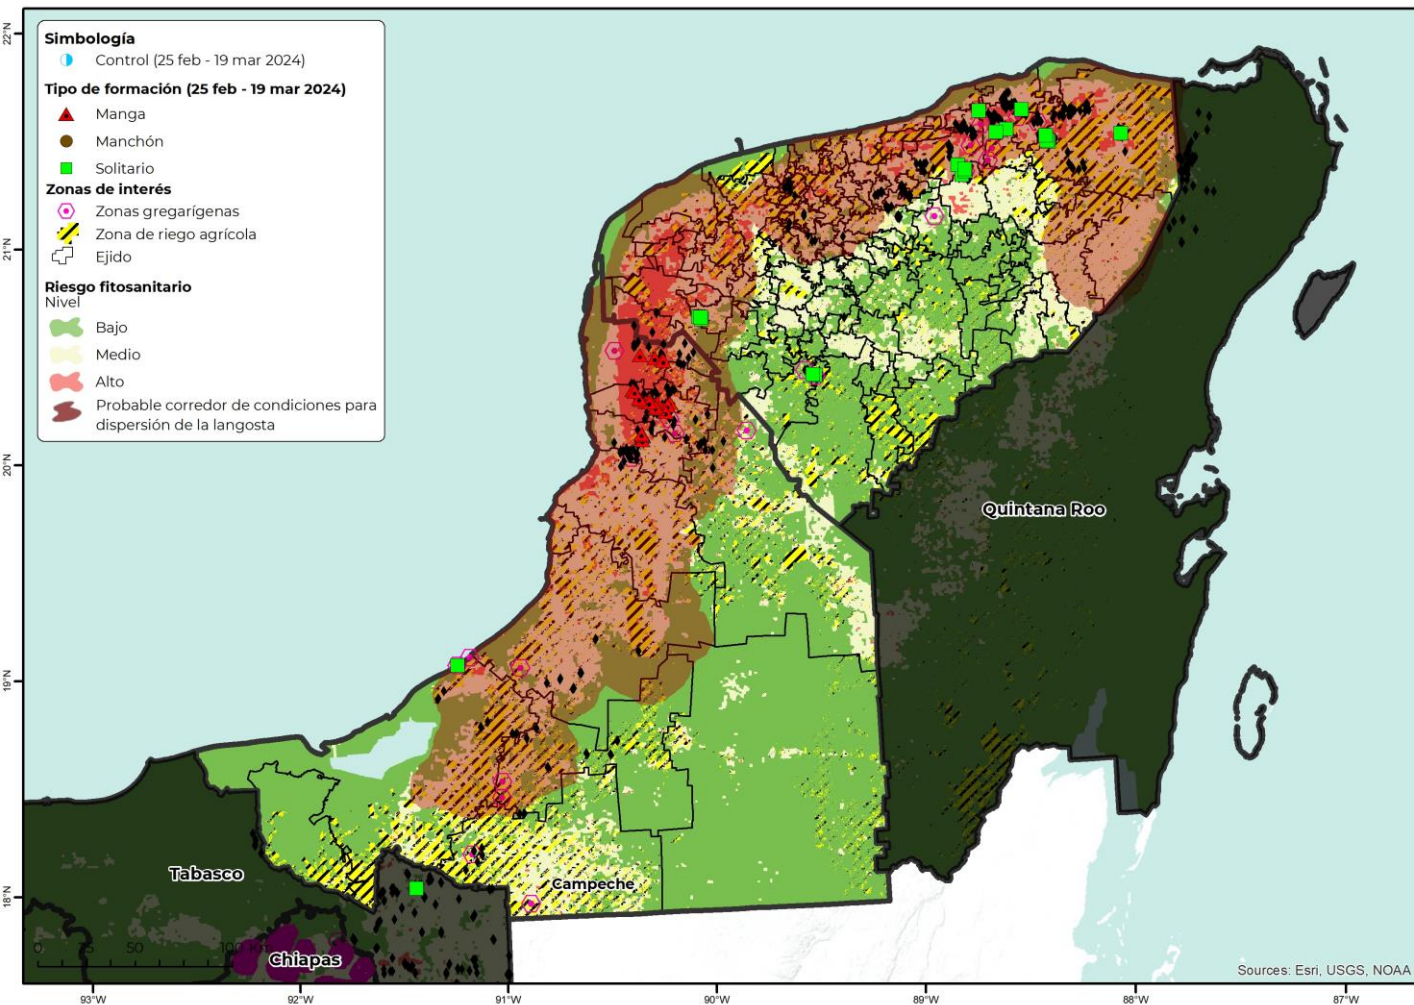 Simbología
Control (25 feb - 19 mar 2024)
Tipo de formación (25 feb - 19 mar 2024)
Manga
Manchón
Solitario
Zonas de interés
Zonas gregarígenas
Zona de riego agrícola
Ejido
Riesgo fitosanitario
Nivel
Bajo
Medio
Alto
Probable corredor de condiciones para
dispersión de la langosta
22°N
21°N
20°N
19°N
18°N
Quintana Roo
Tabasco
Campeche
Chiapas
0 25 50 100 km
Sources: Esri, USGS, NOAA
93°W 92°W 91°W 90°W 89°W 88°W 87°W